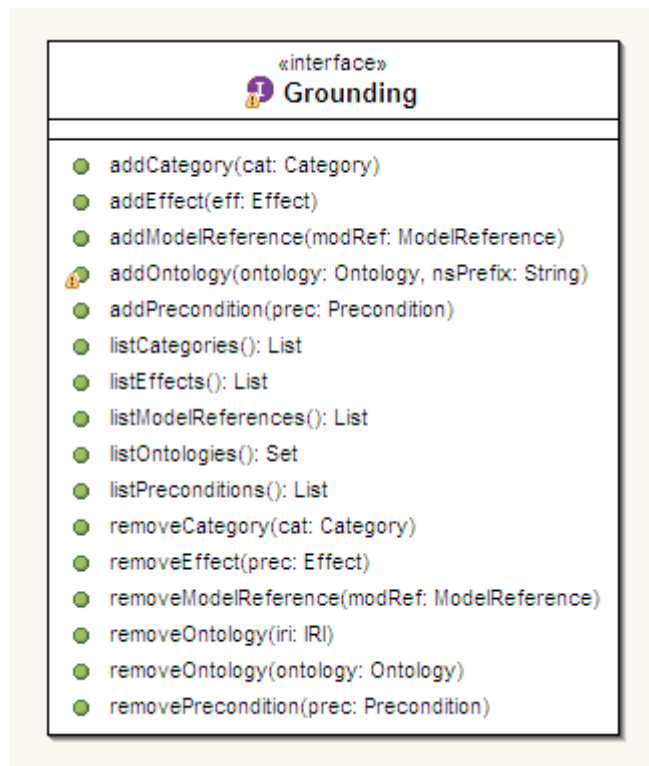 «interface»
Grounding
addCategory(cat: Category)
addEffect(eff: Effect)
addModelReference(modRef: ModelReference)
addOntology(ontology: Ontology, nsPrefix: String)
addPrecondition(prec: Precondition)
listCategories(): List
listEffects(): List
listModelReferences(): List
listOntologies(): Set
listPreconditions(): List
removeCategory(cat: Category)
removeEffect(prec: Effect)
removeModelReference(modRef: ModelReference)
removeOntology(iri: IRI)
removeOntology(ontology: Ontology)
removePrecondition(prec: Precondition)